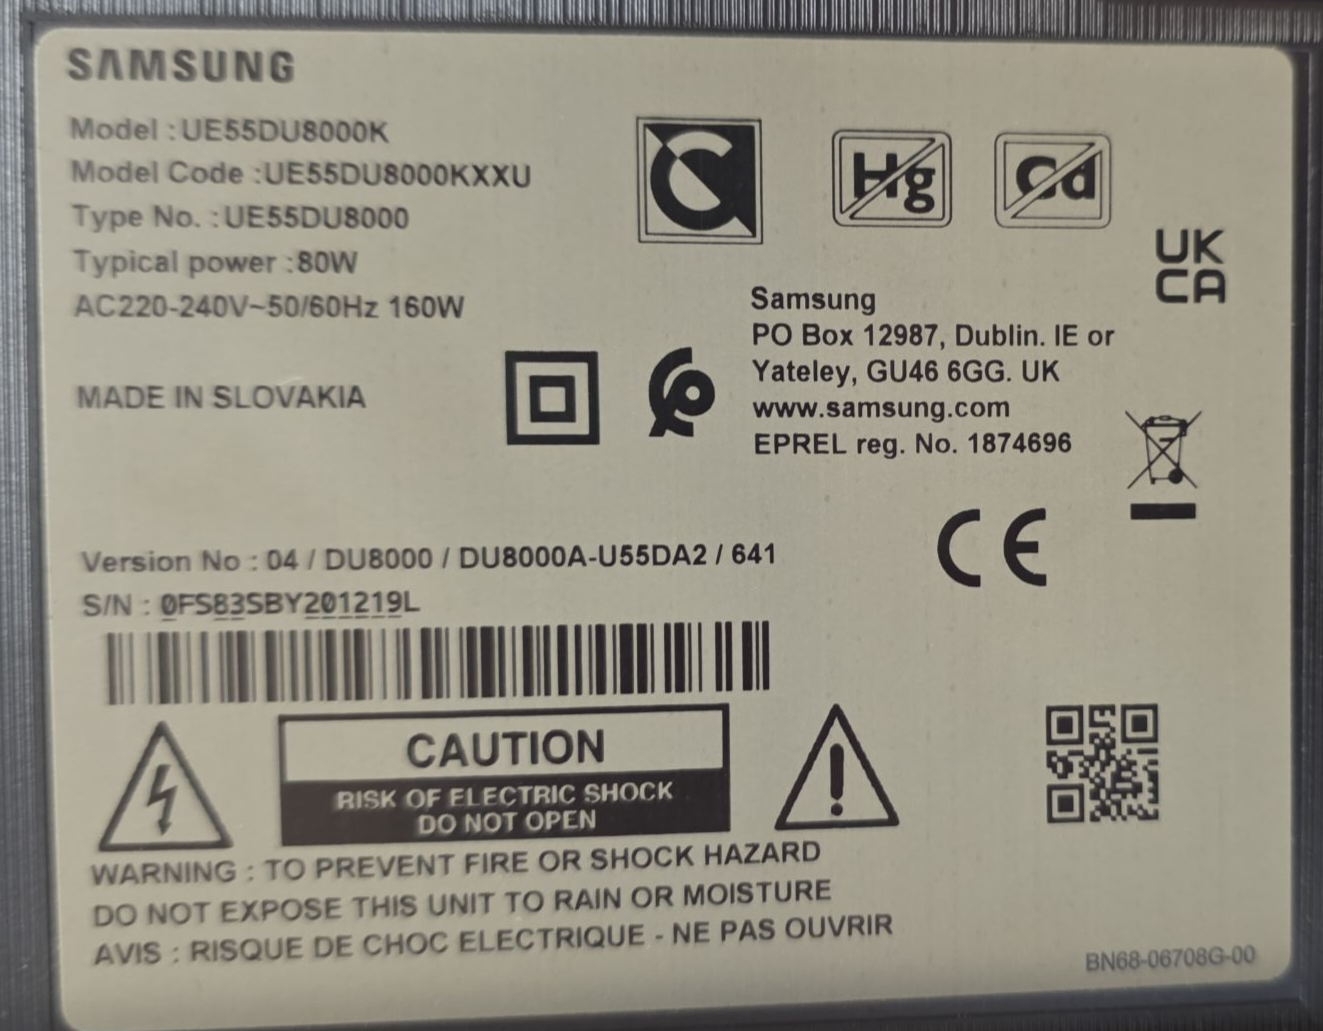 SAMSUNG
Model : UE55DU8000K
Model Code :UE55DU8000KXXU
Type No. :UE55DU8000
Typical power :80W
AC220-240V~50/60Hz 160W
MADE IN SLOVAKIA
Hg
Cd
UK
CA
Samsung
PO Box 12987, Dublin. IE or
Yateley, GU46 6GG. UK
www.samsung.com
EPREL reg. No. 1874696
CE
Version No : 04 / DU8000 / DU8000A-U55DA2 / 641
S/N : 0FS83SBY201219L
CAUTION
RISK OF ELECTRIC SHOCK
DO NOT OPEN
WARNING : TO PREVENT FIRE OR SHOCK HAZARD
DO NOT EXPOSE THIS UNIT TO RAIN OR MOISTURE
AVIS : RISQUE DE CHOC ELECTRIQUE - NE PAS OUVRIR
BN68-06708G-00